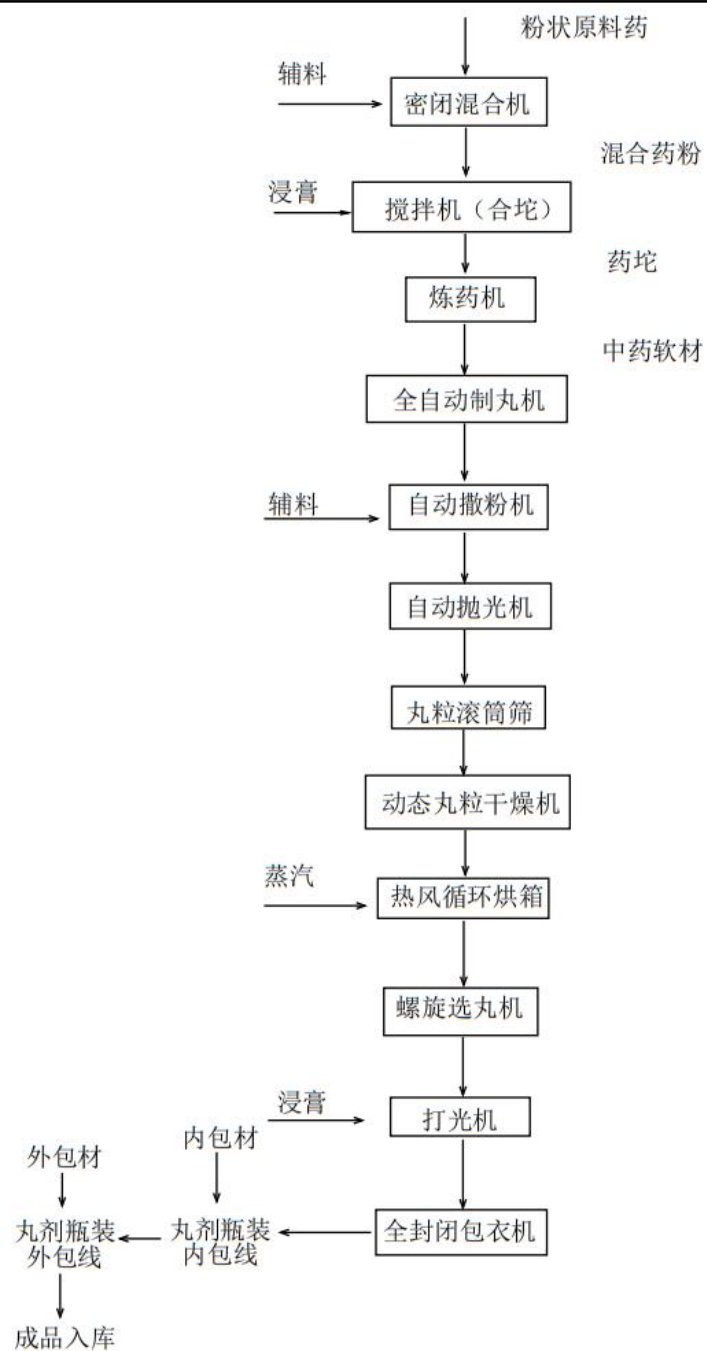 粉状原料药
辅料
密闭混合机
混合药粉
浸膏
搅拌机（合坨）
药坨
炼药机
中药软材
全自动制丸机
辅料
自动撒粉机
自动抛光机
丸粒滚筒筛
动态丸粒干燥机
蒸汽
热风循环烘箱
螺旋选丸机
浸膏
打光机
内包材
外包材
全封闭包衣机
丸剂瓶装
内包线
丸剂瓶装
外包线
成品入库